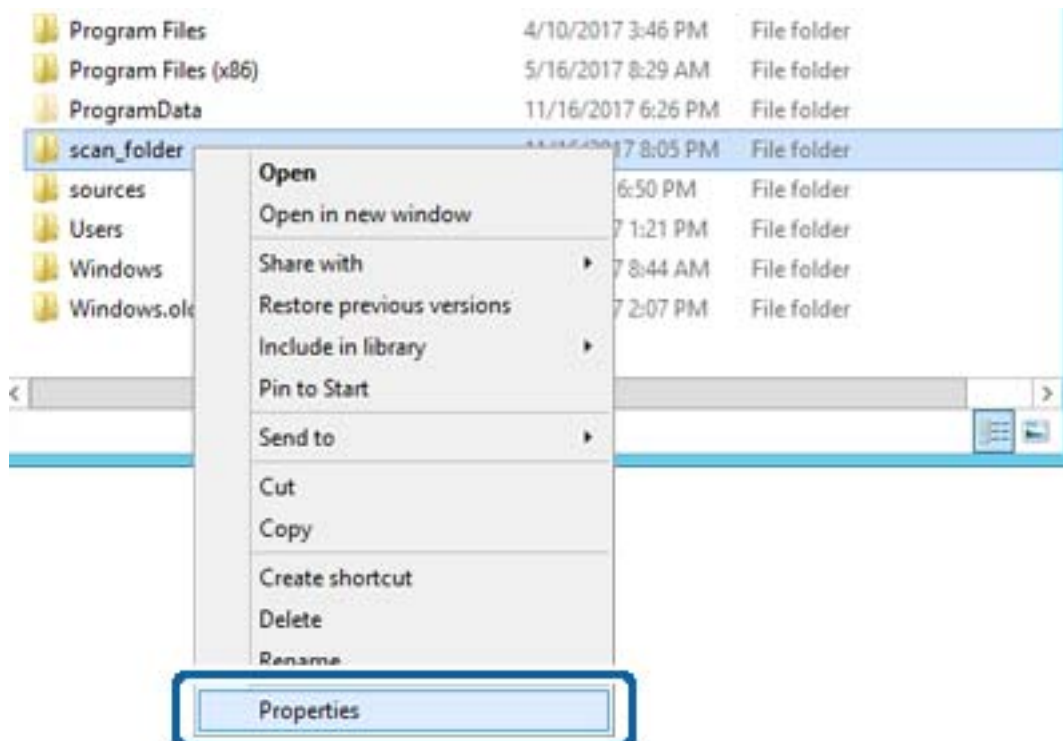 Program Files 4/10/2017 3:46 PM File folder
Program Files (x86) 5/16/2017 8:29 AM File folder
ProgramData 11/16/2017 6:26 PM File folder
scan_folder 17 8:05 PM File folder
sources 6:50 PM File folder
Users 7 1:21 PM File folder
Windows 7 8:44 AM File folder
Windows.old 7 2:07 PM File folder
Open
Open in new window
Share with
Restore previous versions
Include in library
Pin to Start
Send to
Cut
Copy
Create shortcut
Delete
Rename
Properties